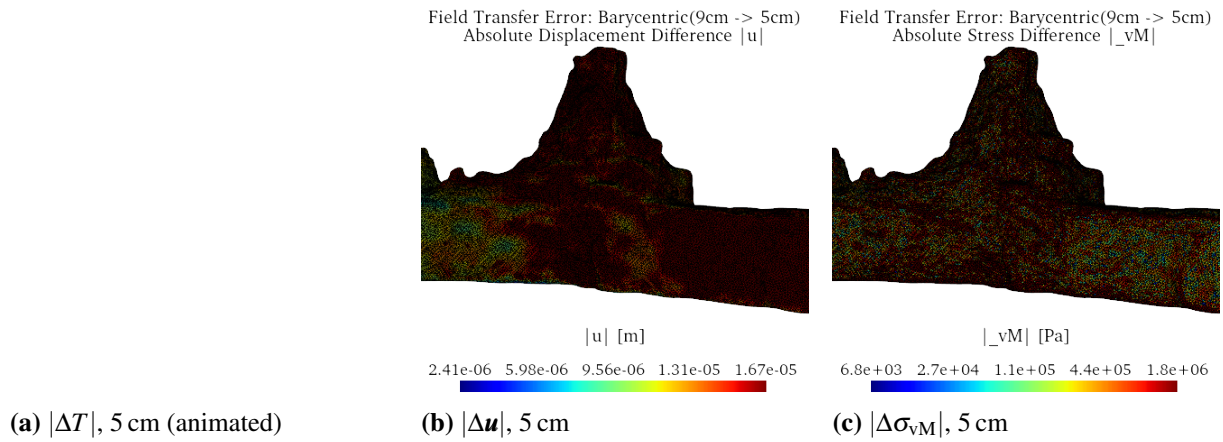 Field Transfer Error: Barycentric(9cm -> 5cm)
Absolute Displacement Difference |u|
|u| [m]
2.41e-06 5.98e-06 9.56e-06 1.31e-05 1.67e-05
Field Transfer Error: Barycentric(9cm -> 5cm)
Absolute Stress Difference |_vM|
|_vM| [Pa]
6.8e+03 2.7e+04 1.1e+05 4.4e+05 1.8e+06
(a) |ΔT|, 5 cm (animated)
(b) |Δu|, 5 cm
(c) |ΔσvM|, 5 cm